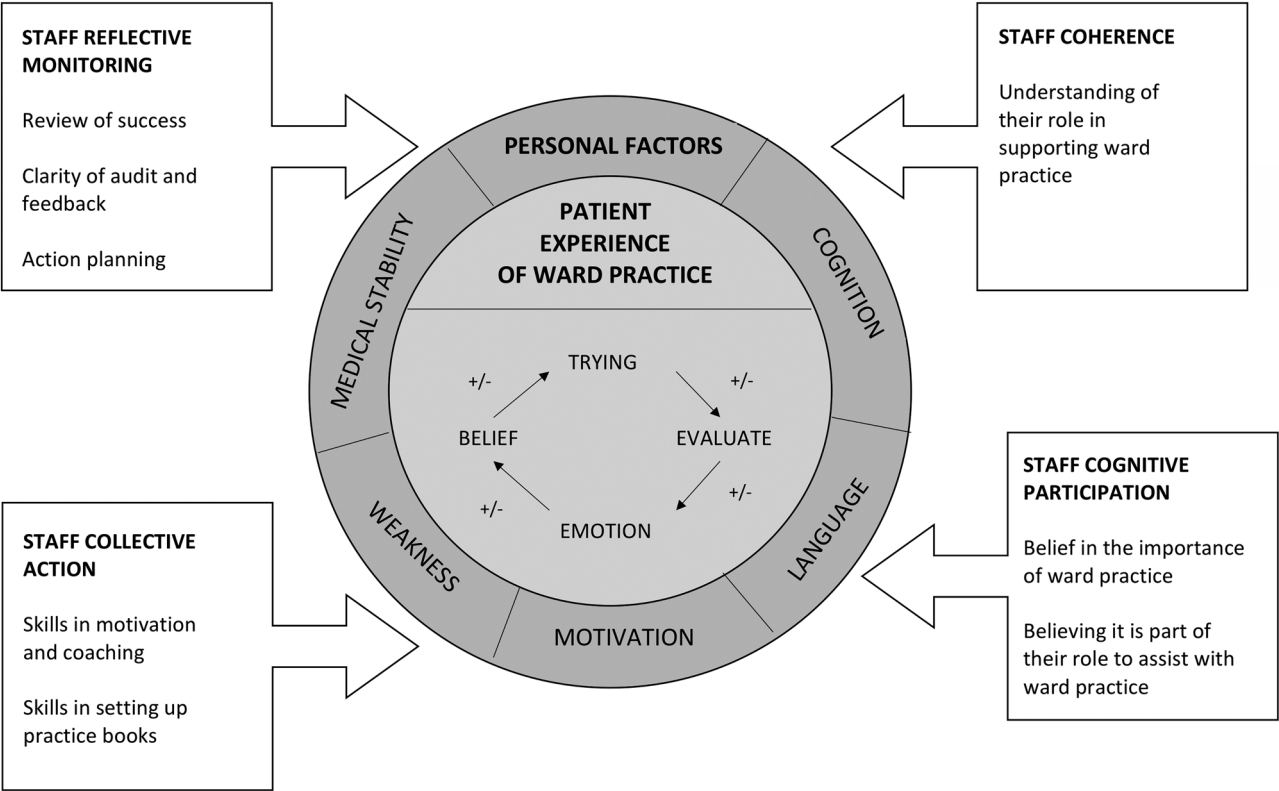 STAFF REFLECTIVE
MONITORING
Review of success
Clarity of audit and
feedback
Action planning
STAFF COHERENCE
Understanding of
their role in
supporting ward
practice
PERSONAL FACTORS
COGNITION
LANGUAGE
MOTIVATION
WEAKNESS
MEDICAL STABILITY
PATIENT
EXPERIENCE
OF WARD PRACTICE
TRYING
+/-
+/-
BELIEF
EVALUATE
+/-
+/-
EMOTION
STAFF COLLECTIVE
ACTION
Skills in motivation
and coaching
Skills in setting up
practice books
STAFF COGNITIVE
PARTICIPATION
Belief in the importance
of ward practice
Believing it is part of
their role to assist with
ward practice